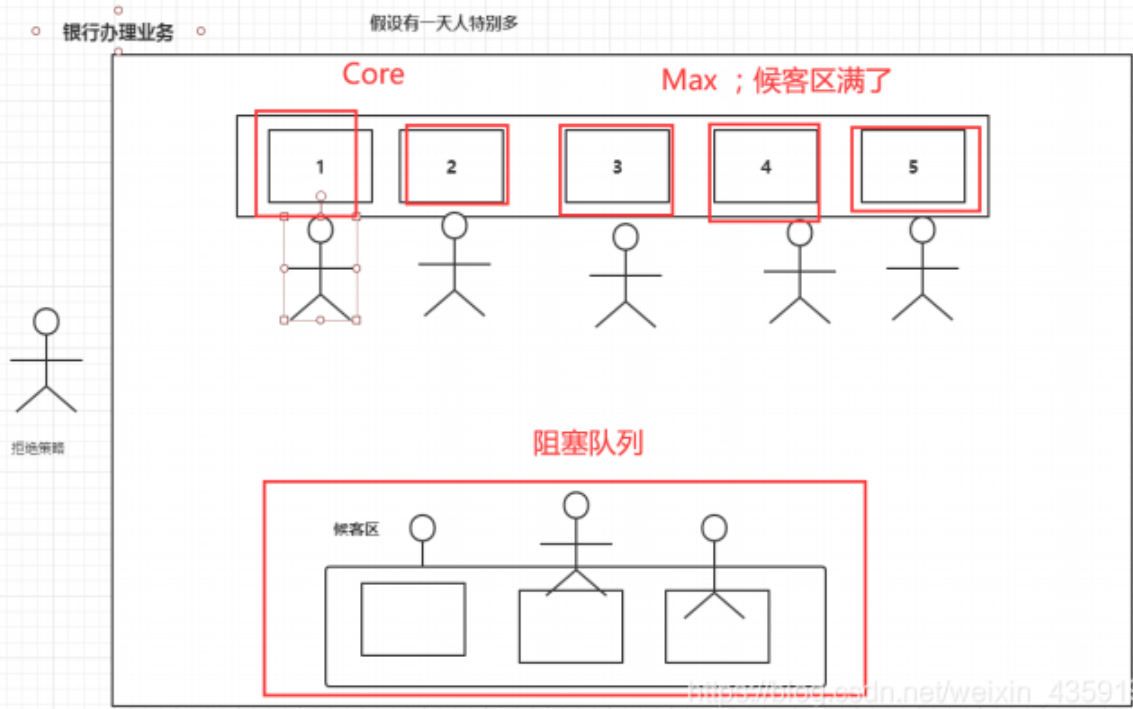 银行办理业务
假设有一天人特别多
Core
Max ；候客区满了
1
2
3
4
5
拒绝策略
阻塞队列
候客区
https://blog.csdn.net/weixin_43591